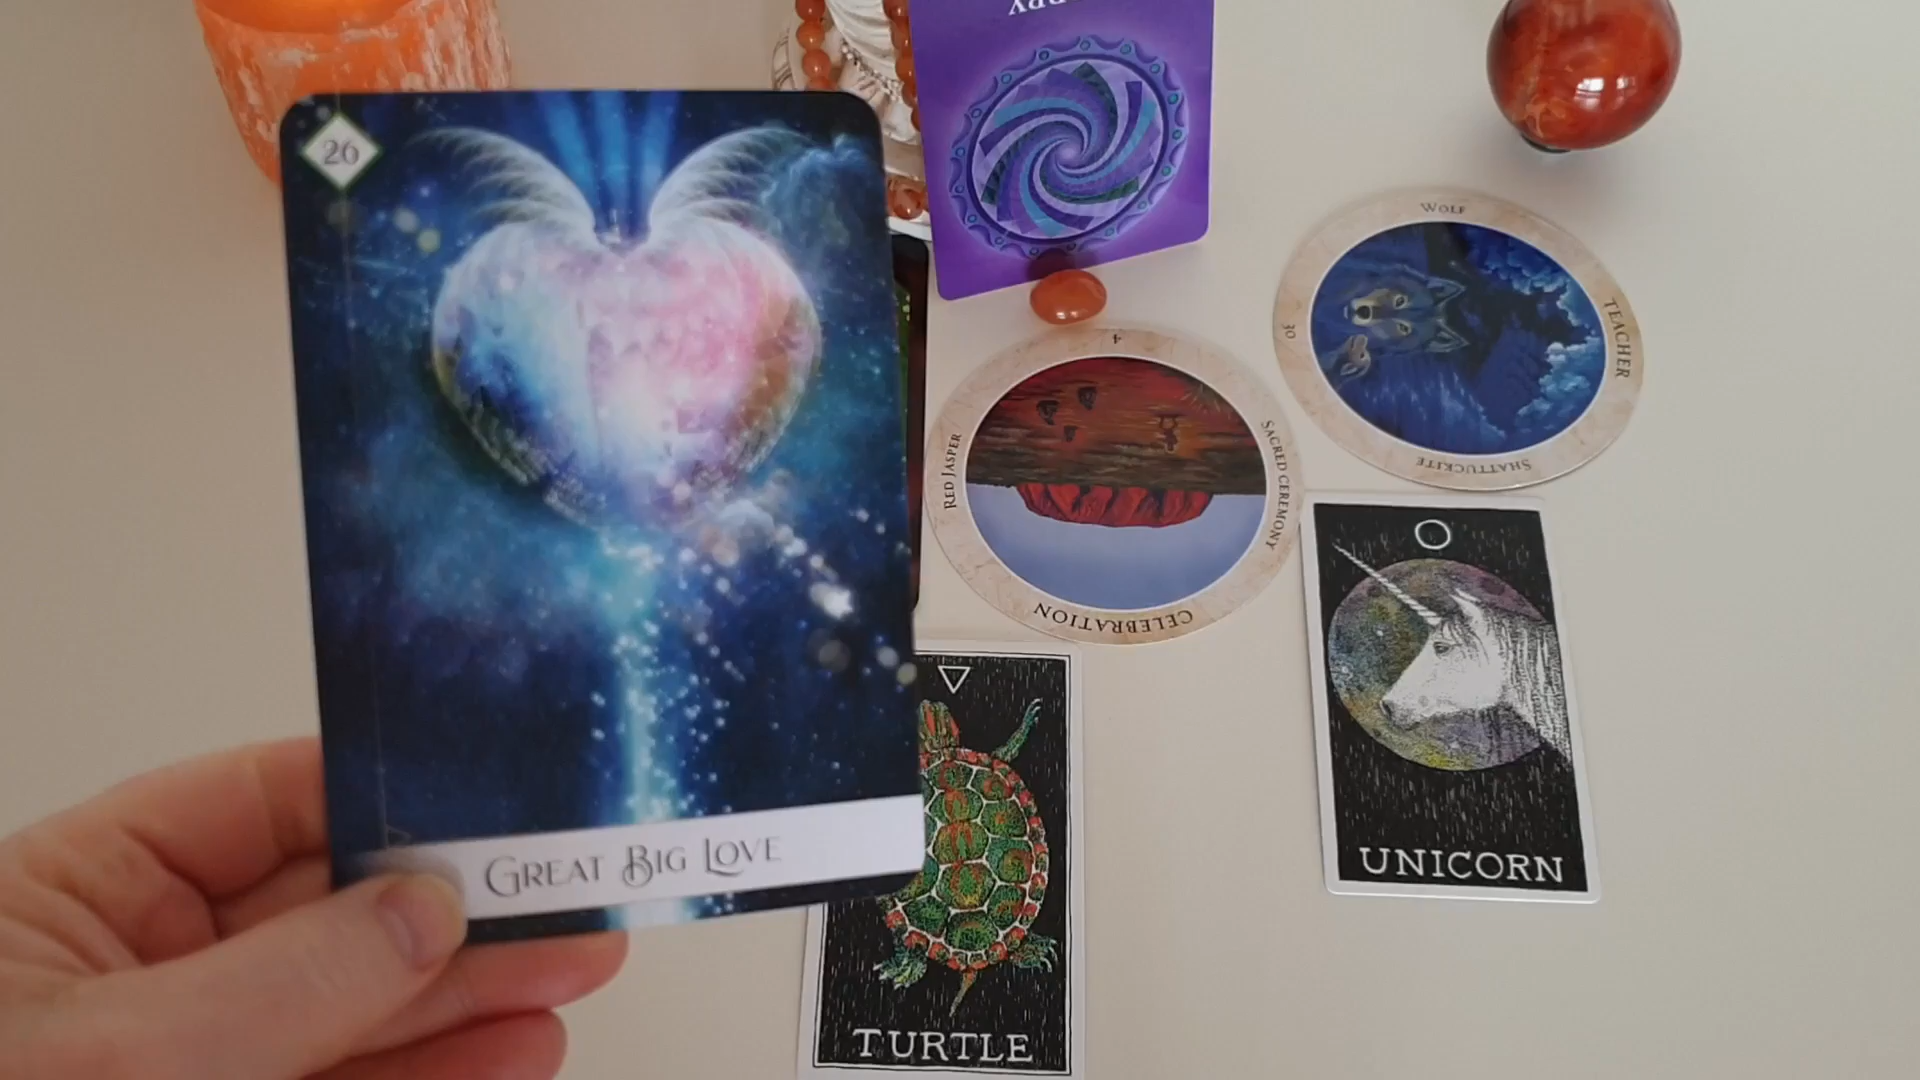 26
GREAT BIG LOVE
4
RED JASPER
SACRED CEREMONY
CELEBRATION
WOLF
30
TEACHER
SHATTUCKITE
TURTLE
UNICORN